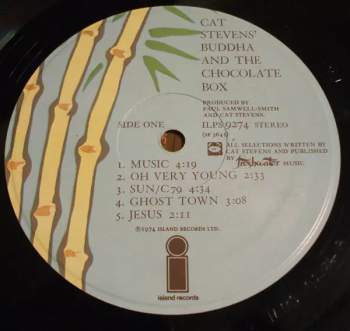 CAT
STEVENS'
BUDDHA
AND THE
CHOCOLATE
BOX
PRODUCED BY
PAUL SAMWELL-SMITH
AND CAT STEVENS
SIDE ONE
ILPS 9274 STEREO
ALL SELECTIONS WRITTEN BY
CAT STEVENS AND PUBLISHED
BY Freshwater MUSIC.
1. MUSIC 4:19
2. OH VERY YOUNG 2:33
3. SUN/C79 4:34
4. GHOST TOWN 3:08
5. JESUS 2:11
©1974 ISLAND RECORDS LTD.
i
island records